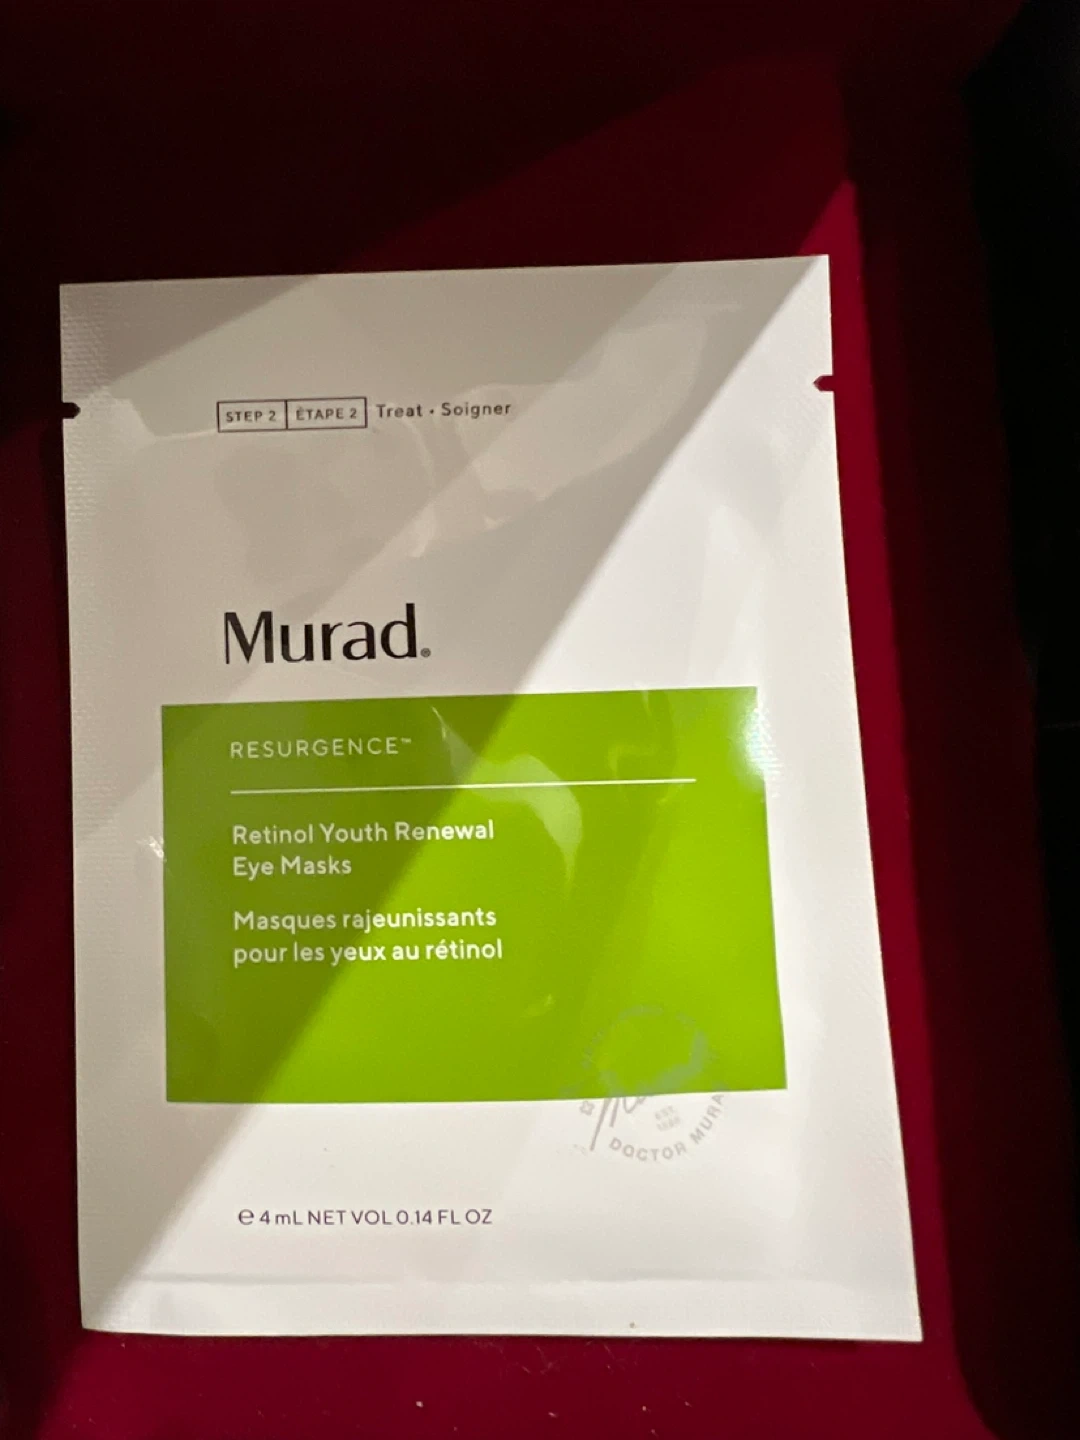 STEP 2 ÉTAPE 2 Treat • Soigner
Murad®
RESURGENCE™
Retinol Youth Renewal
Eye Masks
Masques rajeunissants
pour les yeux au rétinol
DOCTOR MURAD
℮ 4 mL NET VOL 0.14 FL OZ